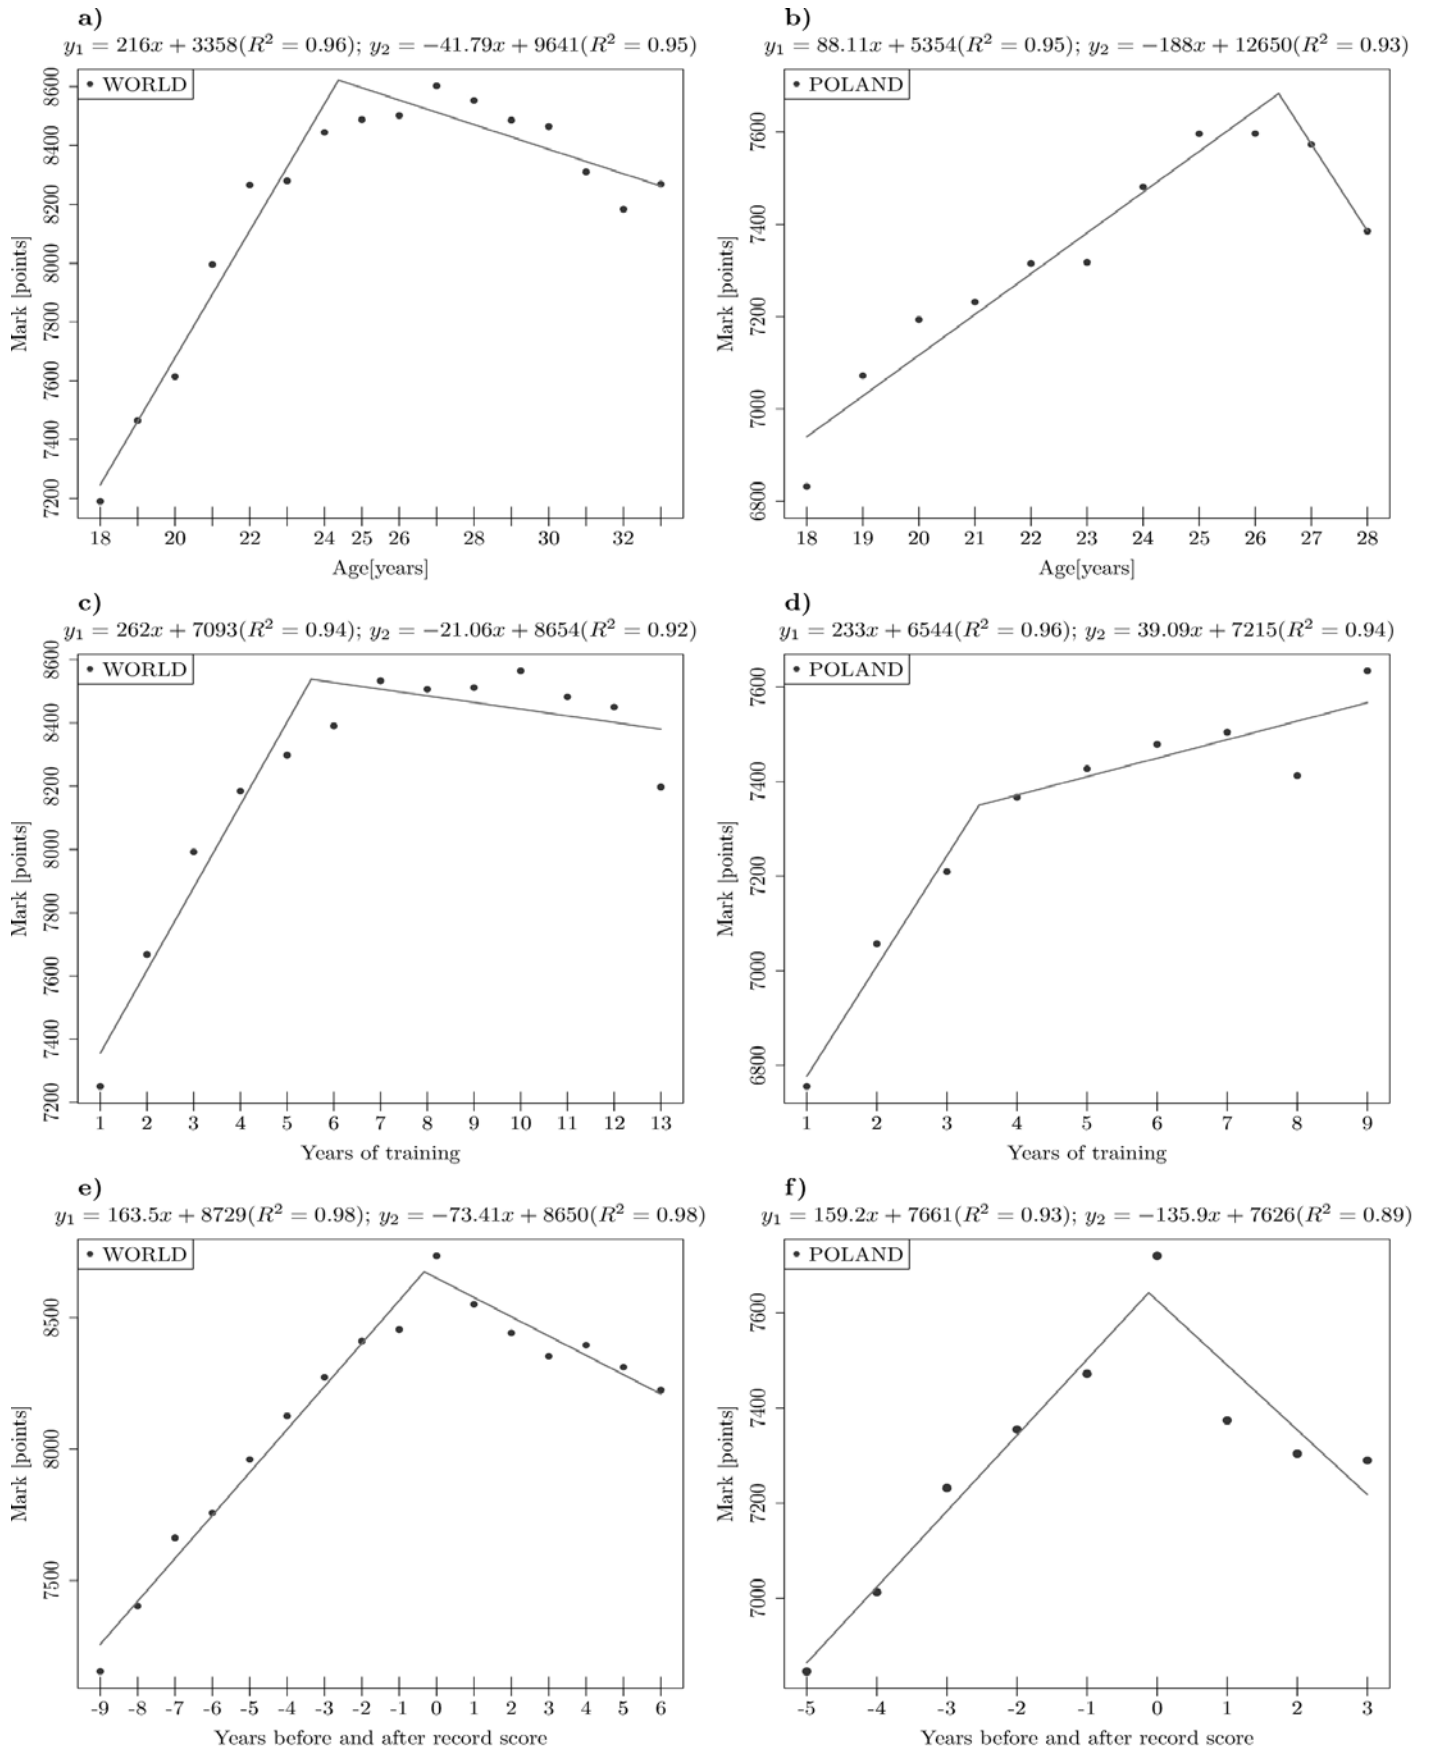 a)
y₁ = 216x + 3358(R² = 0.96); y₂ = −41.79x + 9641(R² = 0.95)
WORLD
8600
8400
8200
8000
7800
7600
7400
7200
Mark [points]
18 20 22 24 25 26 28 30 32
Age[years]
b)
y₁ = 88.11x + 5354(R² = 0.95); y₂ = −188x + 12650(R² = 0.93)
POLAND
7600
7400
7200
7000
6800
Mark [points]
18 19 20 21 22 23 24 25 26 27 28
Age[years]
c)
y₁ = 262x + 7093(R² = 0.94); y₂ = −21.06x + 8654(R² = 0.92)
WORLD
8600
8400
8200
8000
7800
7600
7400
7200
Mark [points]
1 2 3 4 5 6 7 8 9 10 11 12 13
Years of training
d)
y₁ = 233x + 6544(R² = 0.96); y₂ = 39.09x + 7215(R² = 0.94)
POLAND
7600
7400
7200
7000
6800
Mark [points]
1 2 3 4 5 6 7 8 9
Years of training
e)
y₁ = 163.5x + 8729(R² = 0.98); y₂ = −73.41x + 8650(R² = 0.98)
WORLD
8500
8000
7500
Mark [points]
-9 -8 -7 -6 -5 -4 -3 -2 -1 0 1 2 3 4 5 6
Years before and after record score
f)
y₁ = 159.2x + 7661(R² = 0.93); y₂ = −135.9x + 7626(R² = 0.89)
POLAND
7600
7400
7200
7000
Mark [points]
-5 -4 -3 -2 -1 0 1 2 3
Years before and after record score